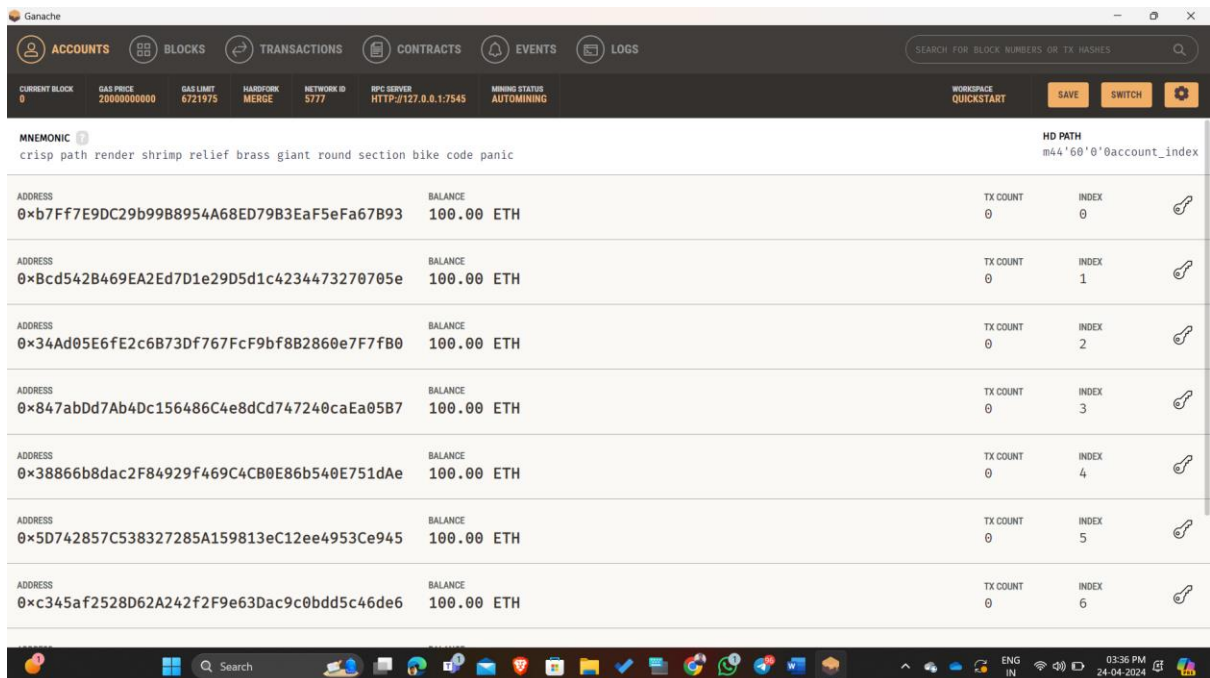 Ganache
ACCOUNTS BLOCKS TRANSACTIONS CONTRACTS EVENTS LOGS SEARCH FOR BLOCK NUMBERS OR TX HASHES
CURRENT BLOCK GAS PRICE GAS LIMIT HARDFORK NETWORK ID RPC SERVER MINING STATUS WORKSPACE
0 20000000000 6721975 MERGE 5777 HTTP://127.0.0.1:7545 AUTOMINING QUICKSTART SAVE SWITCH
MNEMONIC ? HD PATH
crisp path render shrimp relief brass giant round section bike code panic m44'60'0'0account_index
ADDRESS BALANCE TX COUNT INDEX
0×b7Ff7E9DC29b99B8954A68ED79B3EaF5eFa67B93 100.00 ETH 0 0
ADDRESS BALANCE TX COUNT INDEX
0×Bcd542B469EA2Ed7D1e29D5d1c4234473270705e 100.00 ETH 0 1
ADDRESS BALANCE TX COUNT INDEX
0×34Ad05E6fE2c6B73Df767FcF9bf8B2860e7F7fB0 100.00 ETH 0 2
ADDRESS BALANCE TX COUNT INDEX
0×847abDd7Ab4Dc156486C4e8dCd747240caEa05B7 100.00 ETH 0 3
ADDRESS BALANCE TX COUNT INDEX
0×38866b8dac2F84929f469C4CB0E86b540E751dAe 100.00 ETH 0 4
ADDRESS BALANCE TX COUNT INDEX
0×5D742857C538327285A159813eC12ee4953Ce945 100.00 ETH 0 5
ADDRESS BALANCE TX COUNT INDEX
0×c345af2528D62A242f2F9e63Dac9c0bdd5c46de6 100.00 ETH 0 6
1 Search ENG 03:36 PM
IN 24-04-2024